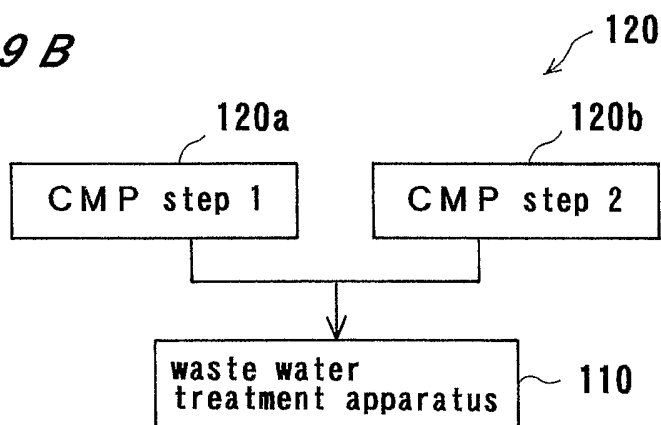 9 B
120
120a
120b
CMP step 1
CMP step 2
waste water
treatment apparatus
110